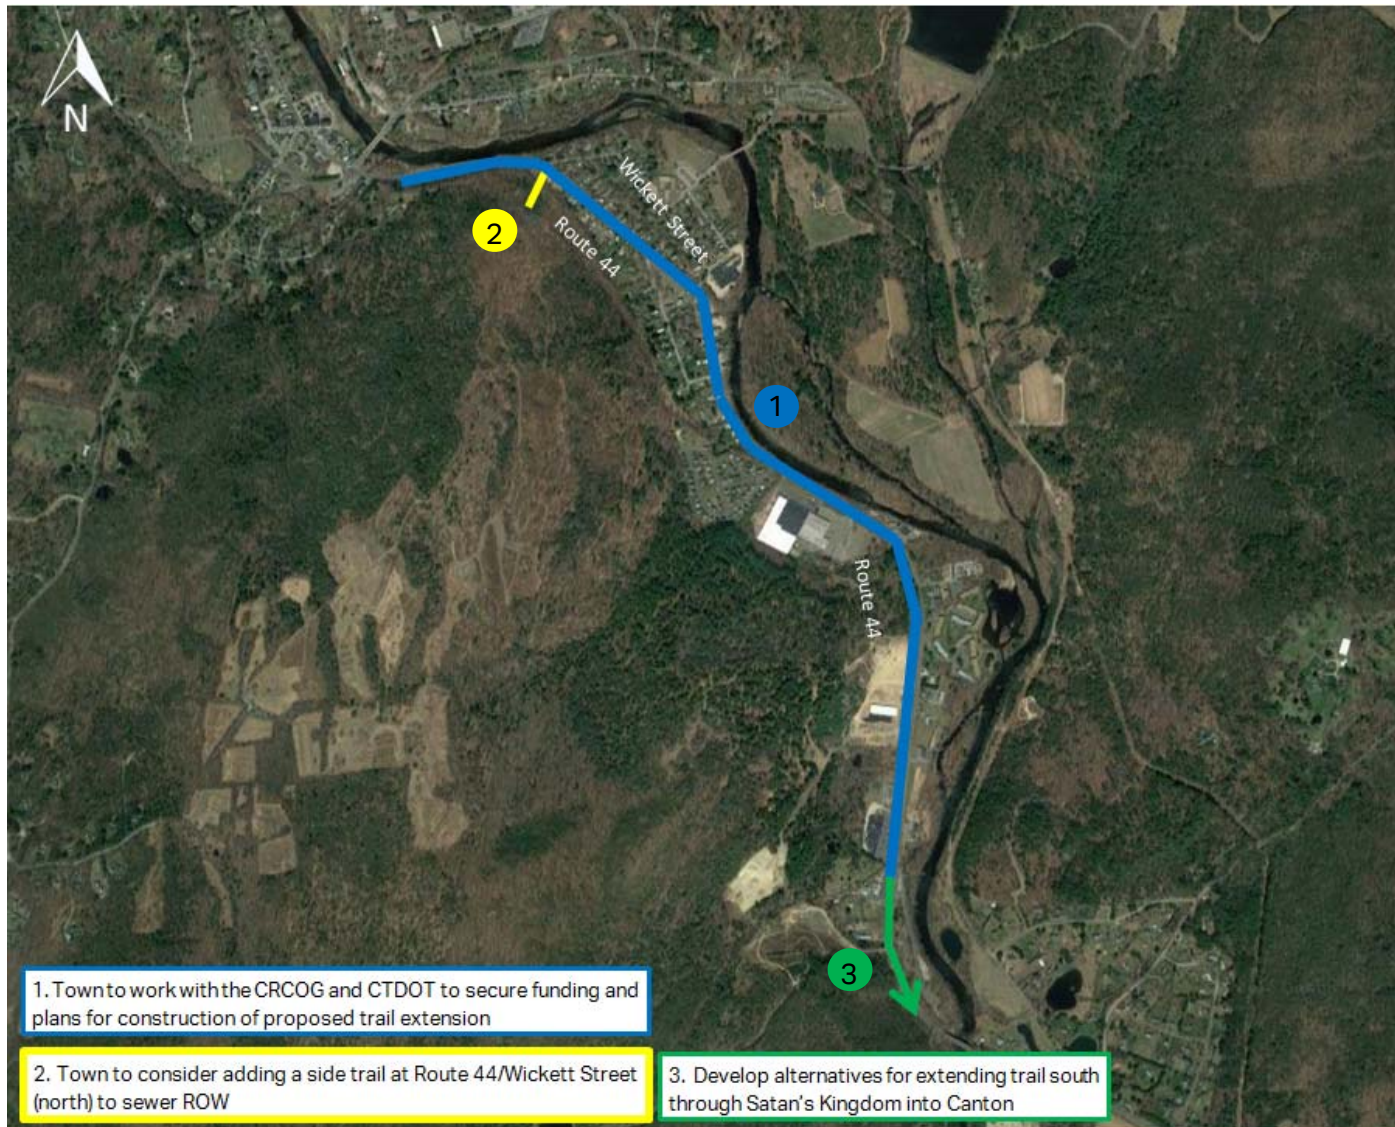 N
Wickett Street
2
Route 44
1
Route 44
3
1. Town to work with the CRCOG and CTDOT to secure funding and
plans for construction of proposed trail extension
2. Town to consider adding a side trail at Route 44/Wickett Street
(north) to sewer ROW
3. Develop alternatives for extending trail south
through Satan's Kingdom into Canton